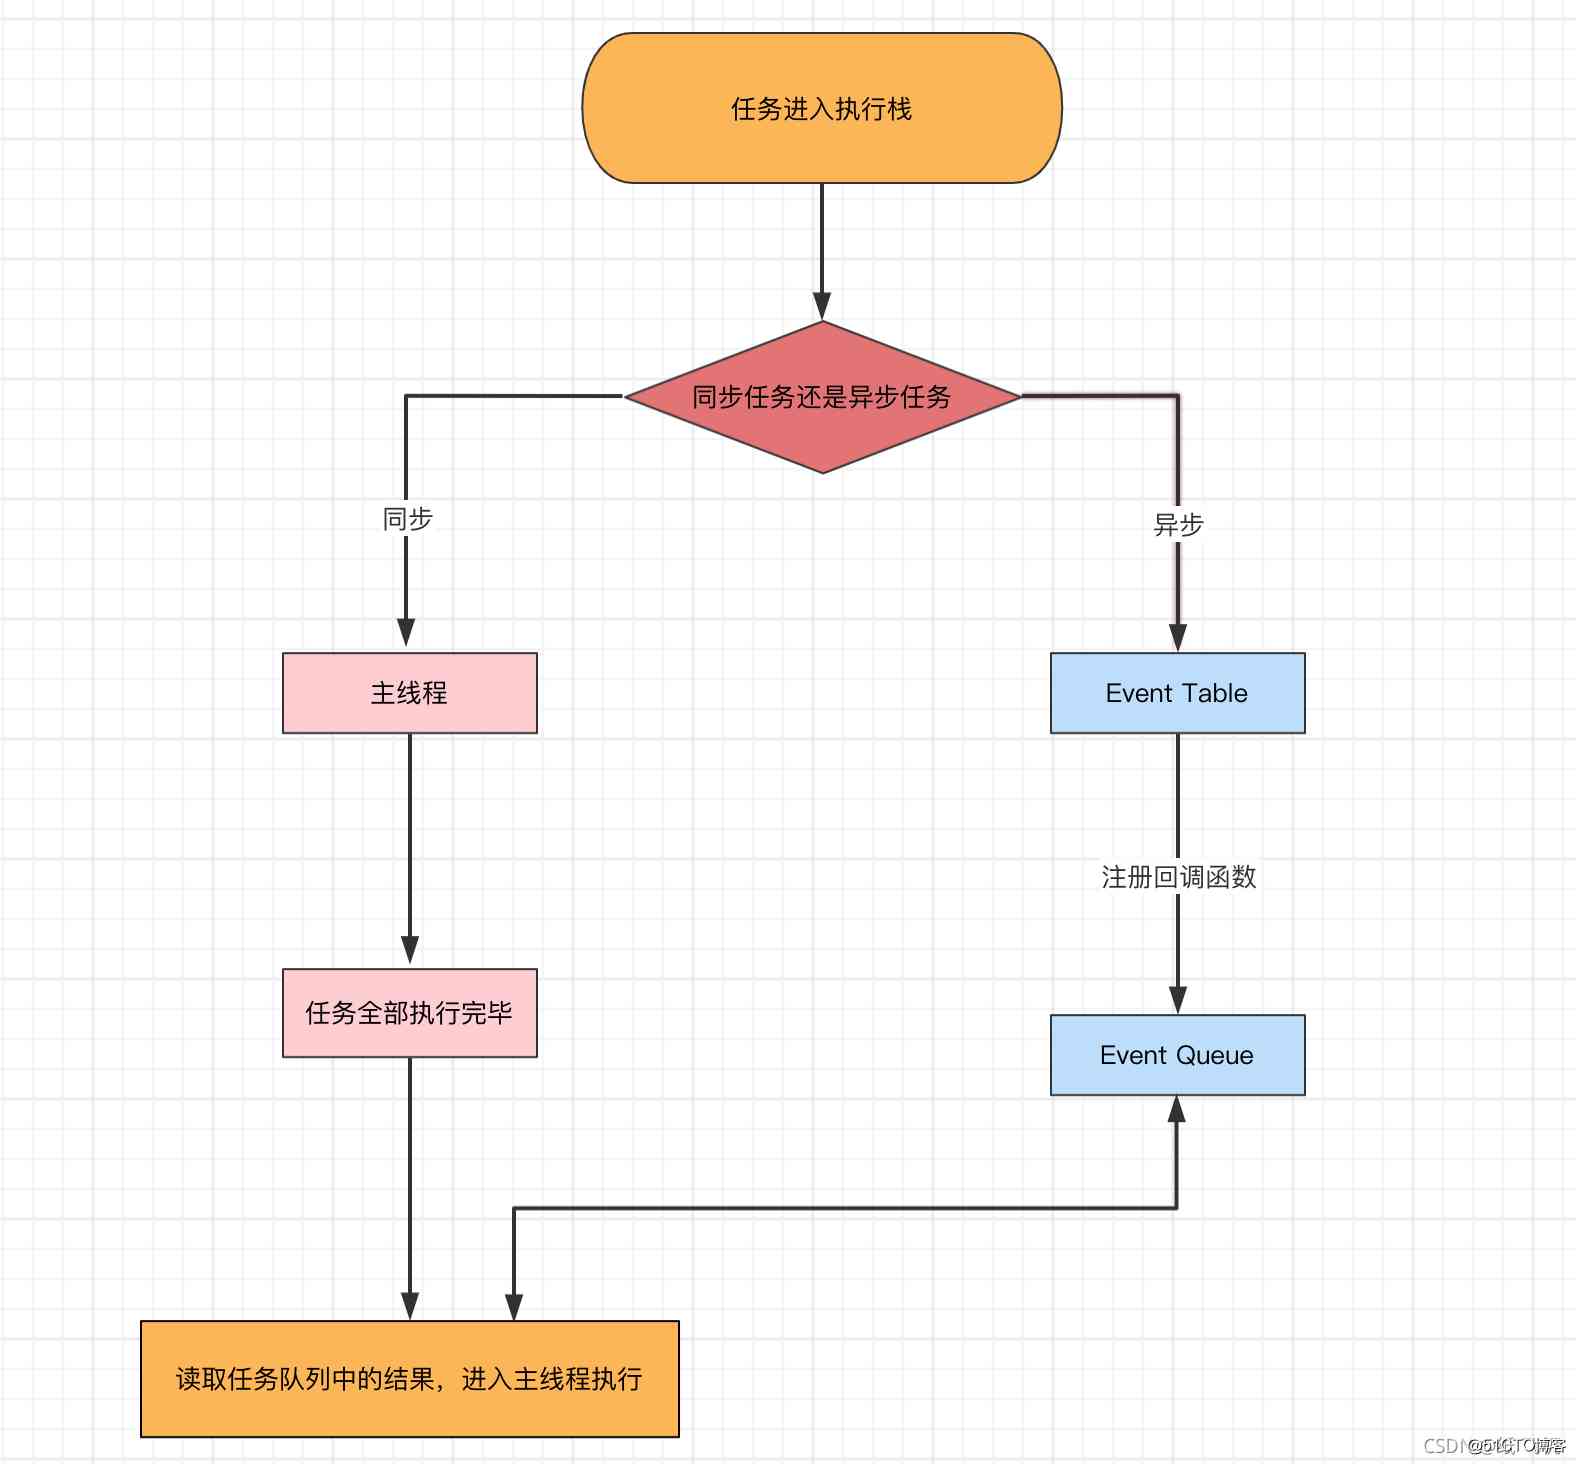 任务进入执行栈
同步任务还是异步任务
同步
异步
主线程
Event Table
注册回调函数
任务全部执行完毕
Event Queue
读取任务队列中的结果，进入主线程执行
@51CTO博客